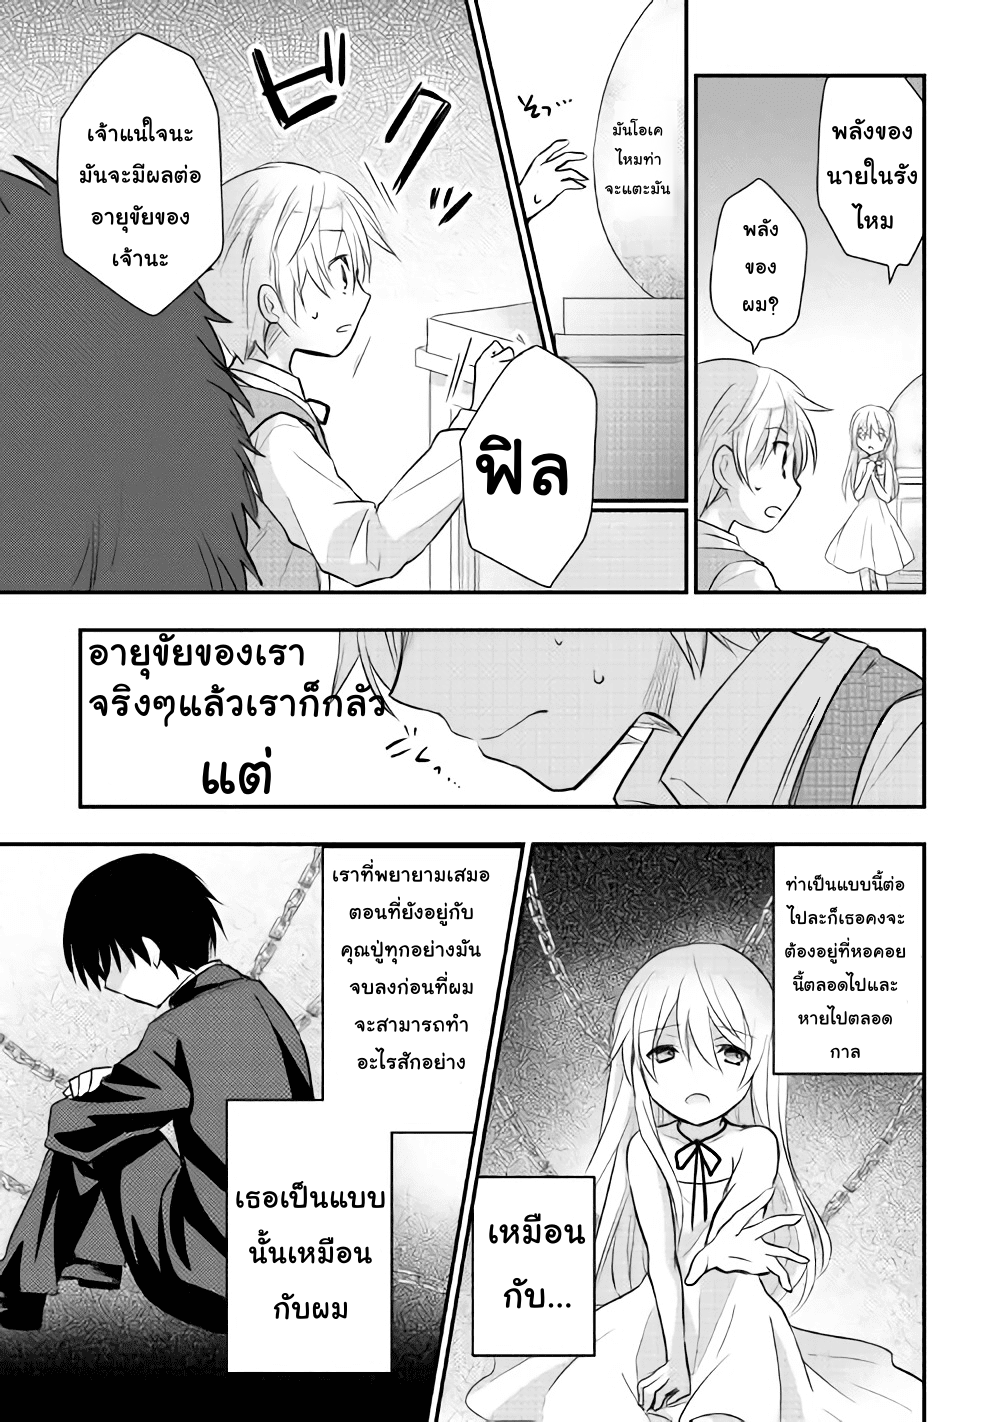 พลังของ
นายในรัง
ไหม
พลัง
ของ
ผม?
มันโอเค
ไหมท่า
จะแตะมัน
ビクッ
เจ้าแน่ใจนะ
มันจะมีผลต่อ
อายุขัยของ
เจ้านะ
ฟิล
อายุขัยของเรา
จริงๆแล้วเราก็กลัว
แต่
ท่าเป็นแบบนี้ต่อ
ไปละก็เธอคงจะ
ต้องอยู่ที่หอคอย
นี้ตลอดไปและ
หายไปตลอด
กาล
เหมือน
กับ...
เราที่พยายามเสมอ
ตอนที่ยังอยู่กับ
คุณปู่ทุกอย่างมัน
จบลงก่อนที่ผม
จะสามารถทำ
อะไรสักอย่าง
เธอเป็นแบบ
นั้นเหมือน
กับผม